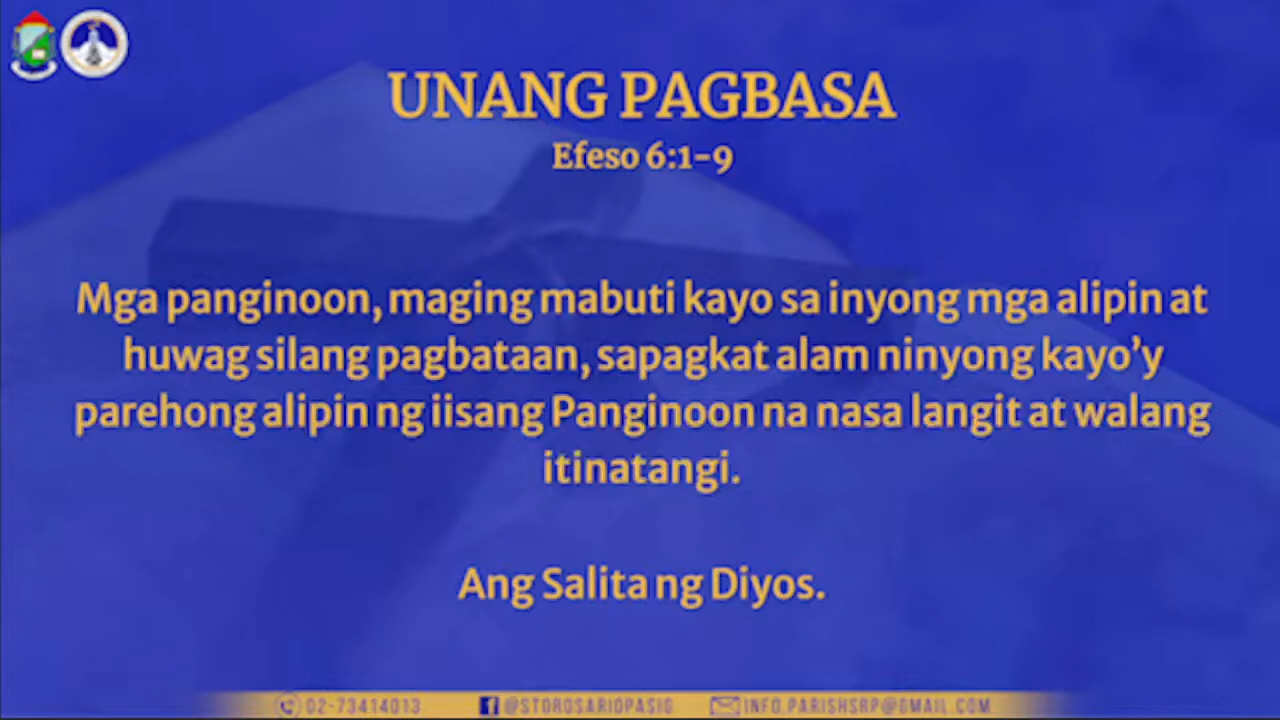 UNANG PAGBASA
Efeso 6:1-9
Mga panginoon, maging mabuti kayo sa inyong mga alipin at
huwag silang pagbataan, sapagkat alam ninyong kayo’y
parehong alipin ng iisang Panginoon na nasa langit at walang
itinatangi.
Ang Salita ng Diyos.
02-73414013 @STOROSARIOPASIG INFO.PARISHSRP@GMAIL.COM